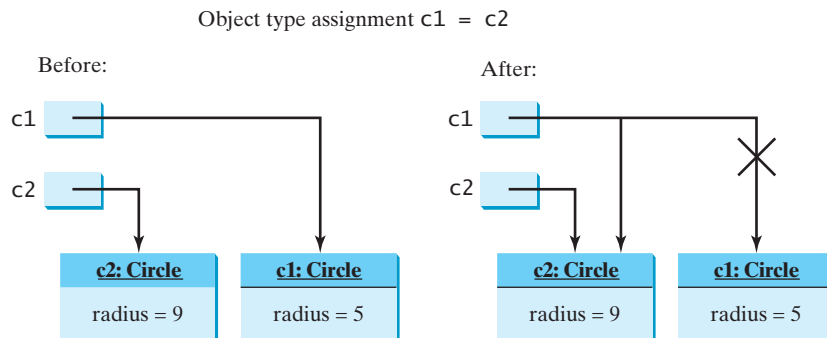 Object type assignment c1 = c2
Before:
c1
c2
c2: Circle
radius = 9
c1: Circle
radius = 5
After:
c1
c2
c2: Circle
radius = 9
c1: Circle
radius = 5